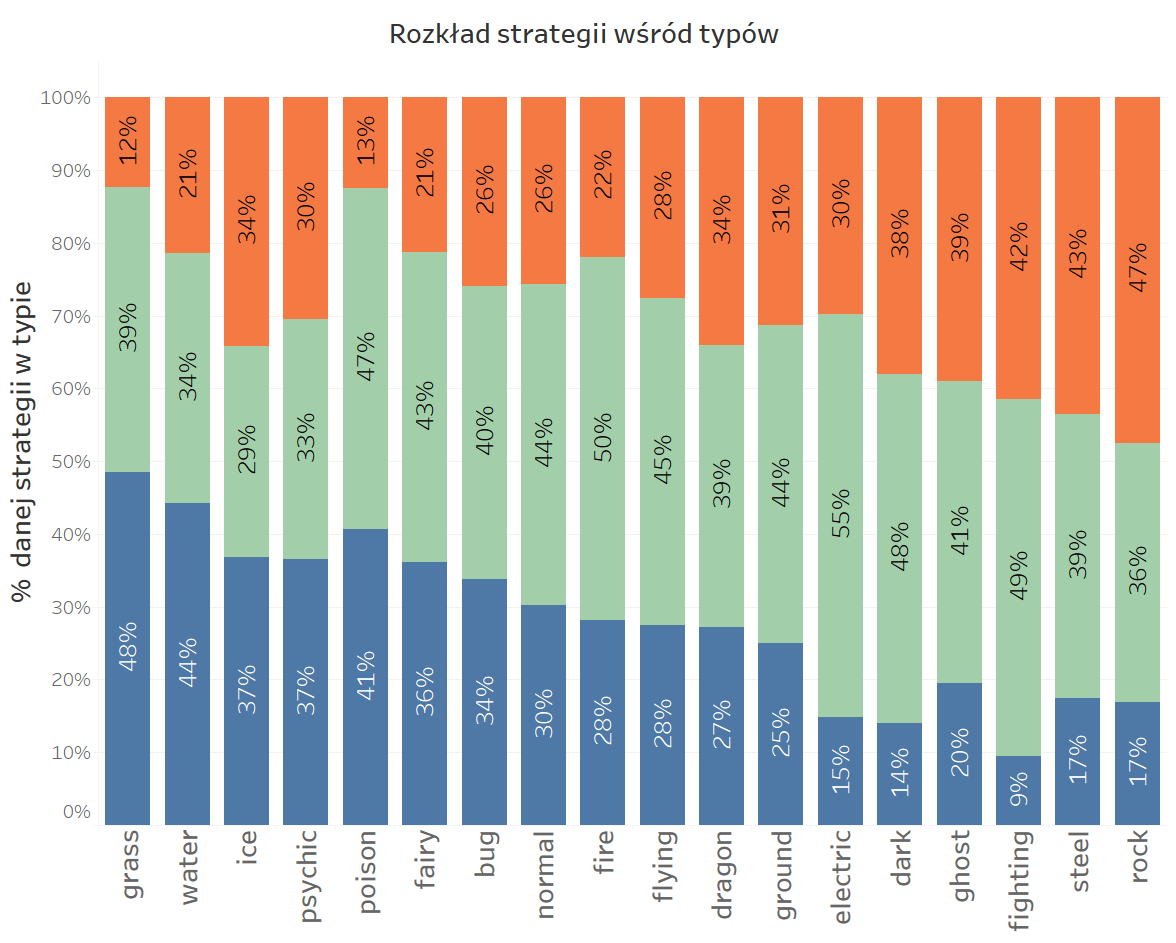 Rozkład strategii wśród typów
% danej strategii w typie
100%
90%
80%
70%
60%
50%
40%
30%
20%
10%
0%
12% 21% 34% 30% 13% 21% 26% 26% 22% 28% 34% 31% 30% 38% 39% 42% 43% 47%
39% 34% 29% 33% 47% 43% 40% 44% 50% 45% 39% 44% 55% 48% 41% 49% 39% 36%
48% 44% 37% 37% 41% 36% 34% 30% 28% 28% 27% 25% 15% 14% 20% 9% 17% 17%
grass water ice psychic poison fairy bug normal fire flying dragon ground electric dark ghost fighting steel rock